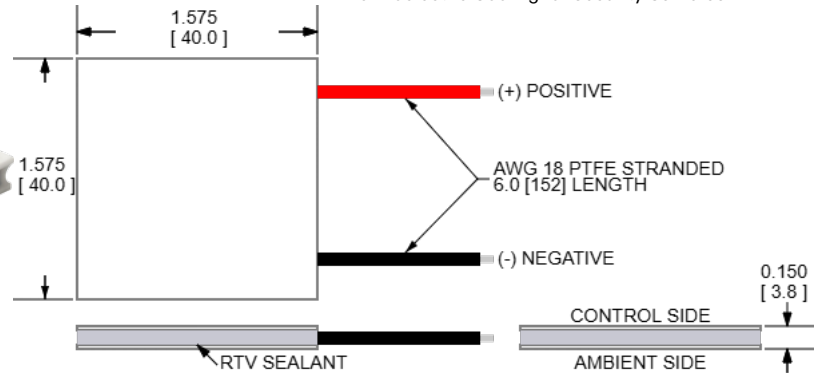 1.575
[ 40.0 ]
(+) POSITIVE
1.575
[ 40.0 ]
AWG 18 PTFE STRANDED
6.0 [152] LENGTH
(-) NEGATIVE
0.150
[ 3.8 ]
CONTROL SIDE
RTV SEALANT
AMBIENT SIDE